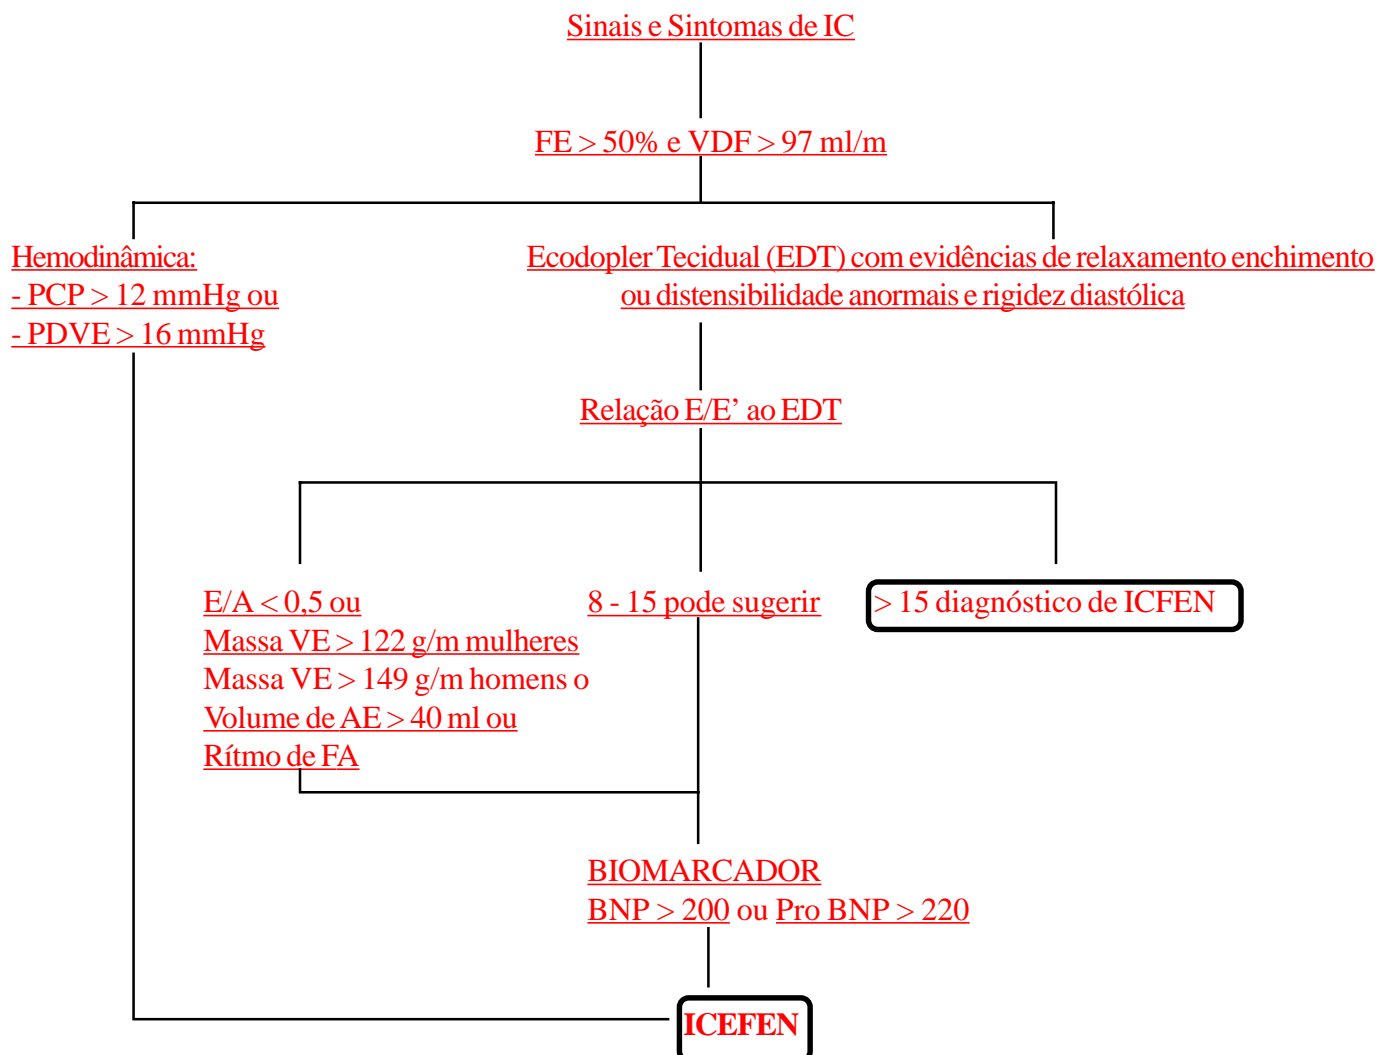 Sinais e Sintomas de IC
FE > 50% e VDF > 97 ml/m
Hemodinâmica:
- PCP > 12 mmHg ou
- PDVE > 16 mmHg
Ecodopler Tecidual (EDT) com evidências de relaxamento enchimento
ou distensibilidade anormais e rigidez diastólica
Relação E/E’ ao EDT
E/A < 0,5 ou
Massa VE > 122 g/m mulheres
Massa VE > 149 g/m homens o
Volume de AE > 40 ml ou
Rítmo de FA
8 - 15 pode sugerir
> 15 diagnóstico de ICFEN
BIOMARCADOR
BNP > 200 ou Pro BNP > 220
ICEFEN